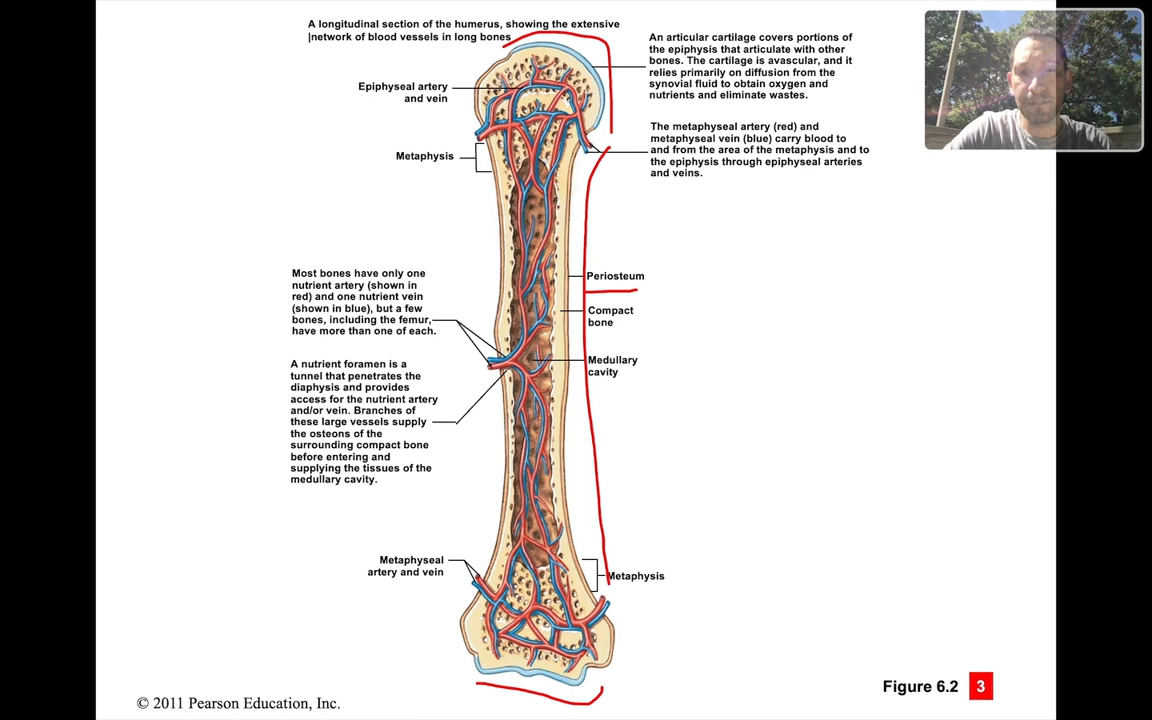 A longitudinal section of the humerus, showing the extensive
network of blood vessels in long bones
An articular cartilage covers portions of
the epiphysis that articulate with other
bones. The cartilage is avascular, and it
relies primarily on diffusion from the
synovial fluid to obtain oxygen and
nutrients and eliminate wastes.
Epiphyseal artery
and vein
The metaphyseal artery (red) and
metaphyseal vein (blue) carry blood to
and from the area of the metaphysis and to
the epiphysis through epiphyseal arteries
and veins.
Metaphysis
Most bones have only one
nutrient artery (shown in
red) and one nutrient vein
(shown in blue), but a few
bones, including the femur,
have more than one of each.
Periosteum
Compact
bone
Medullary
cavity
A nutrient foramen is a
tunnel that penetrates the
diaphysis and provides
access for the nutrient artery
and/or vein. Branches of
these large vessels supply
the osteons of the
surrounding compact bone
before entering and
supplying the tissues of the
medullary cavity.
Metaphyseal
artery and vein
Metaphysis
Figure 6.2 3
© 2011 Pearson Education, Inc.